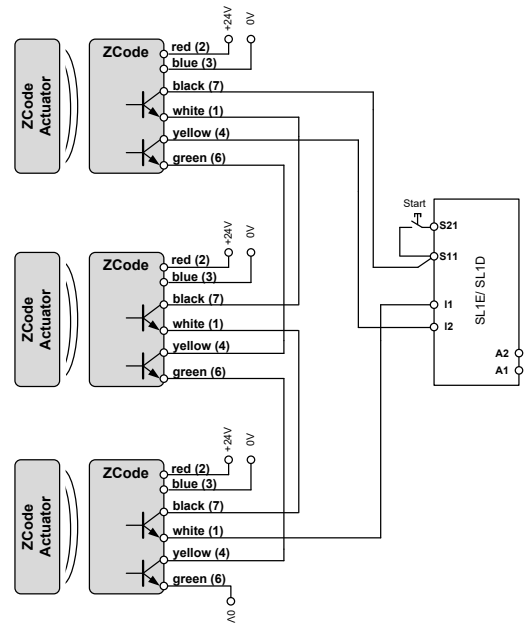 +24V
0V
ZCode
Actuator
ZCode
red (2)
blue (3)
black (7)
white (1)
yellow (4)
green (6)
Start
S21
S11
SL1E/ SL1D
I1
I2
A2
A1
+24V
0V
ZCode
Actuator
ZCode
red (2)
blue (3)
black (7)
white (1)
yellow (4)
green (6)
+24V
0V
ZCode
Actuator
ZCode
red (2)
blue (3)
black (7)
white (1)
yellow (4)
green (6)
0V